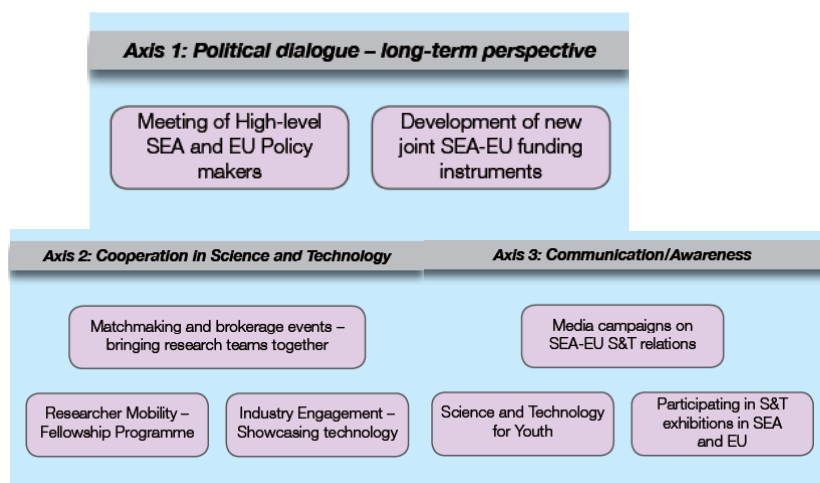 Axis 1: Political dialogue – long-term perspective
Meeting of High-level
SEA and EU Policy
makers
Development of new
joint SEA-EU funding
instruments
Axis 2: Cooperation in Science and Technology
Matchmaking and brokerage events –
bringing research teams together
Researcher Mobility –
Fellowship Programme
Industry Engagement –
Showcasing technology
Axis 3: Communication/Awareness
Media campaigns on
SEA-EU S&T relations
Science and Technology
for Youth
Participating in S&T
exhibitions in SEA
and EU